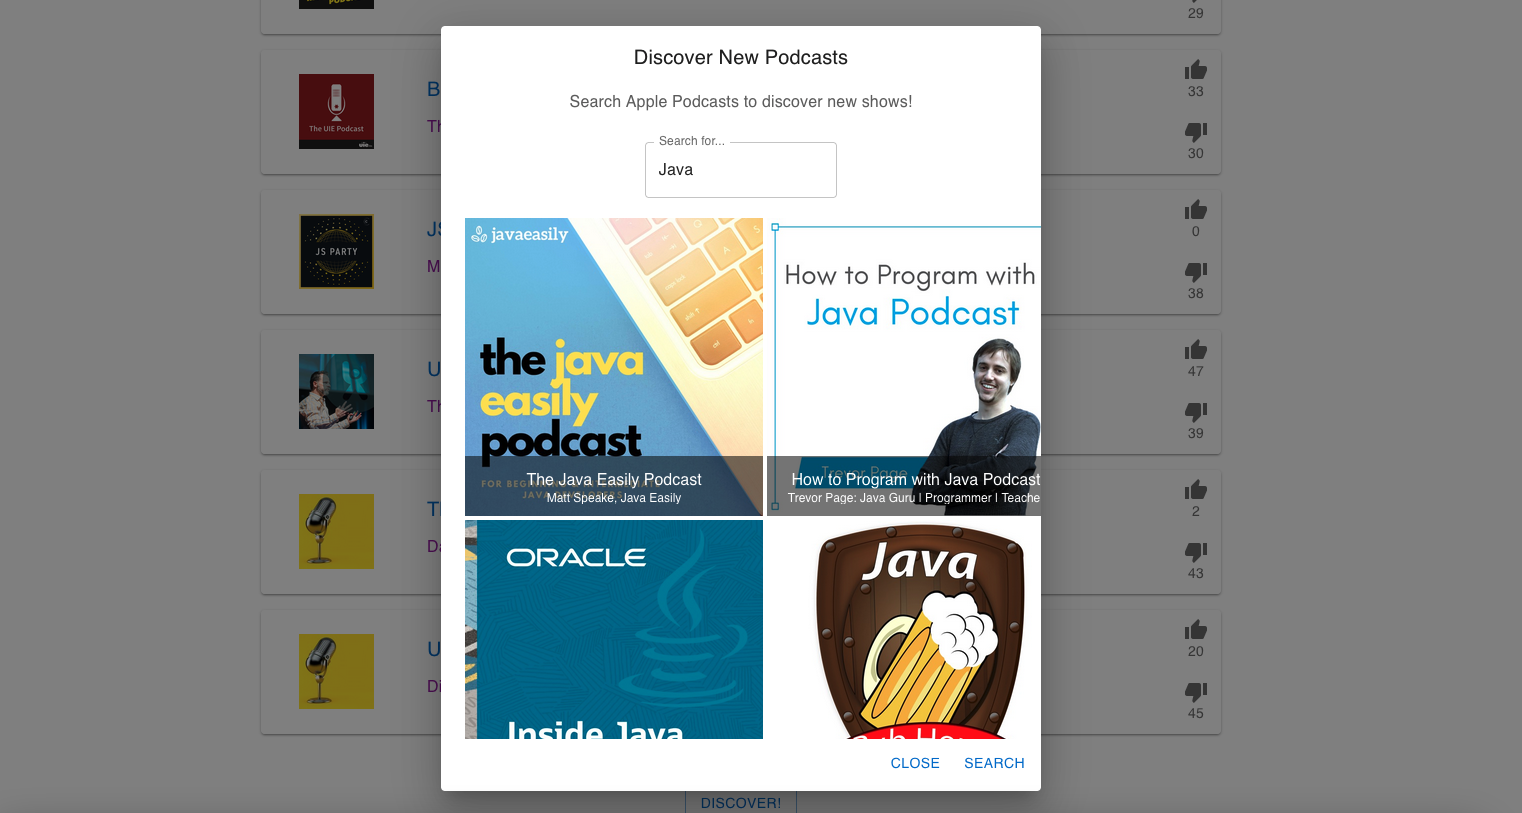 29
The UIE Podcast
B
Th
33
30
JS PARTY
JS
M
0
38
U
Th
47
39
T
Da
2
43
U
Di
20
45
DISCOVER!
Discover New Podcasts
Search Apple Podcasts to discover new shows!
Search for...
Java
javaeasily
the java
easily
podcast
The Java Easily Podcast
Matt Speake, Java Easily
How to Program with
Java Podcast
Trevor Page
How to Program with Java Podcast
Trevor Page: Java Guru | Programmer | Teache
ORACLE
Inside Java
Java
CLOSE
SEARCH